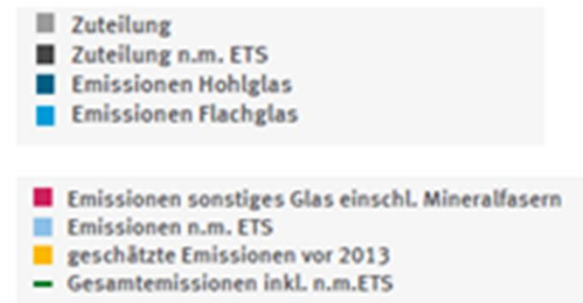 Zuteilung
Zuteilung n.m. ETS
Emissionen Hohlglas
Emissionen Flachglas
Emissionen sonstiges Glas einschl. Mineralfasern
Emissionen n.m. ETS
geschätzte Emissionen vor 2013
Gesamtemissionen inkl. n.m.ETS